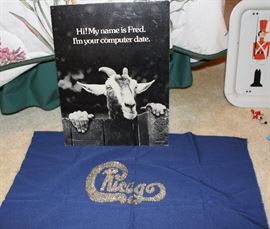 Hi! My name is Fred.
I'm your computer date.
Chicago